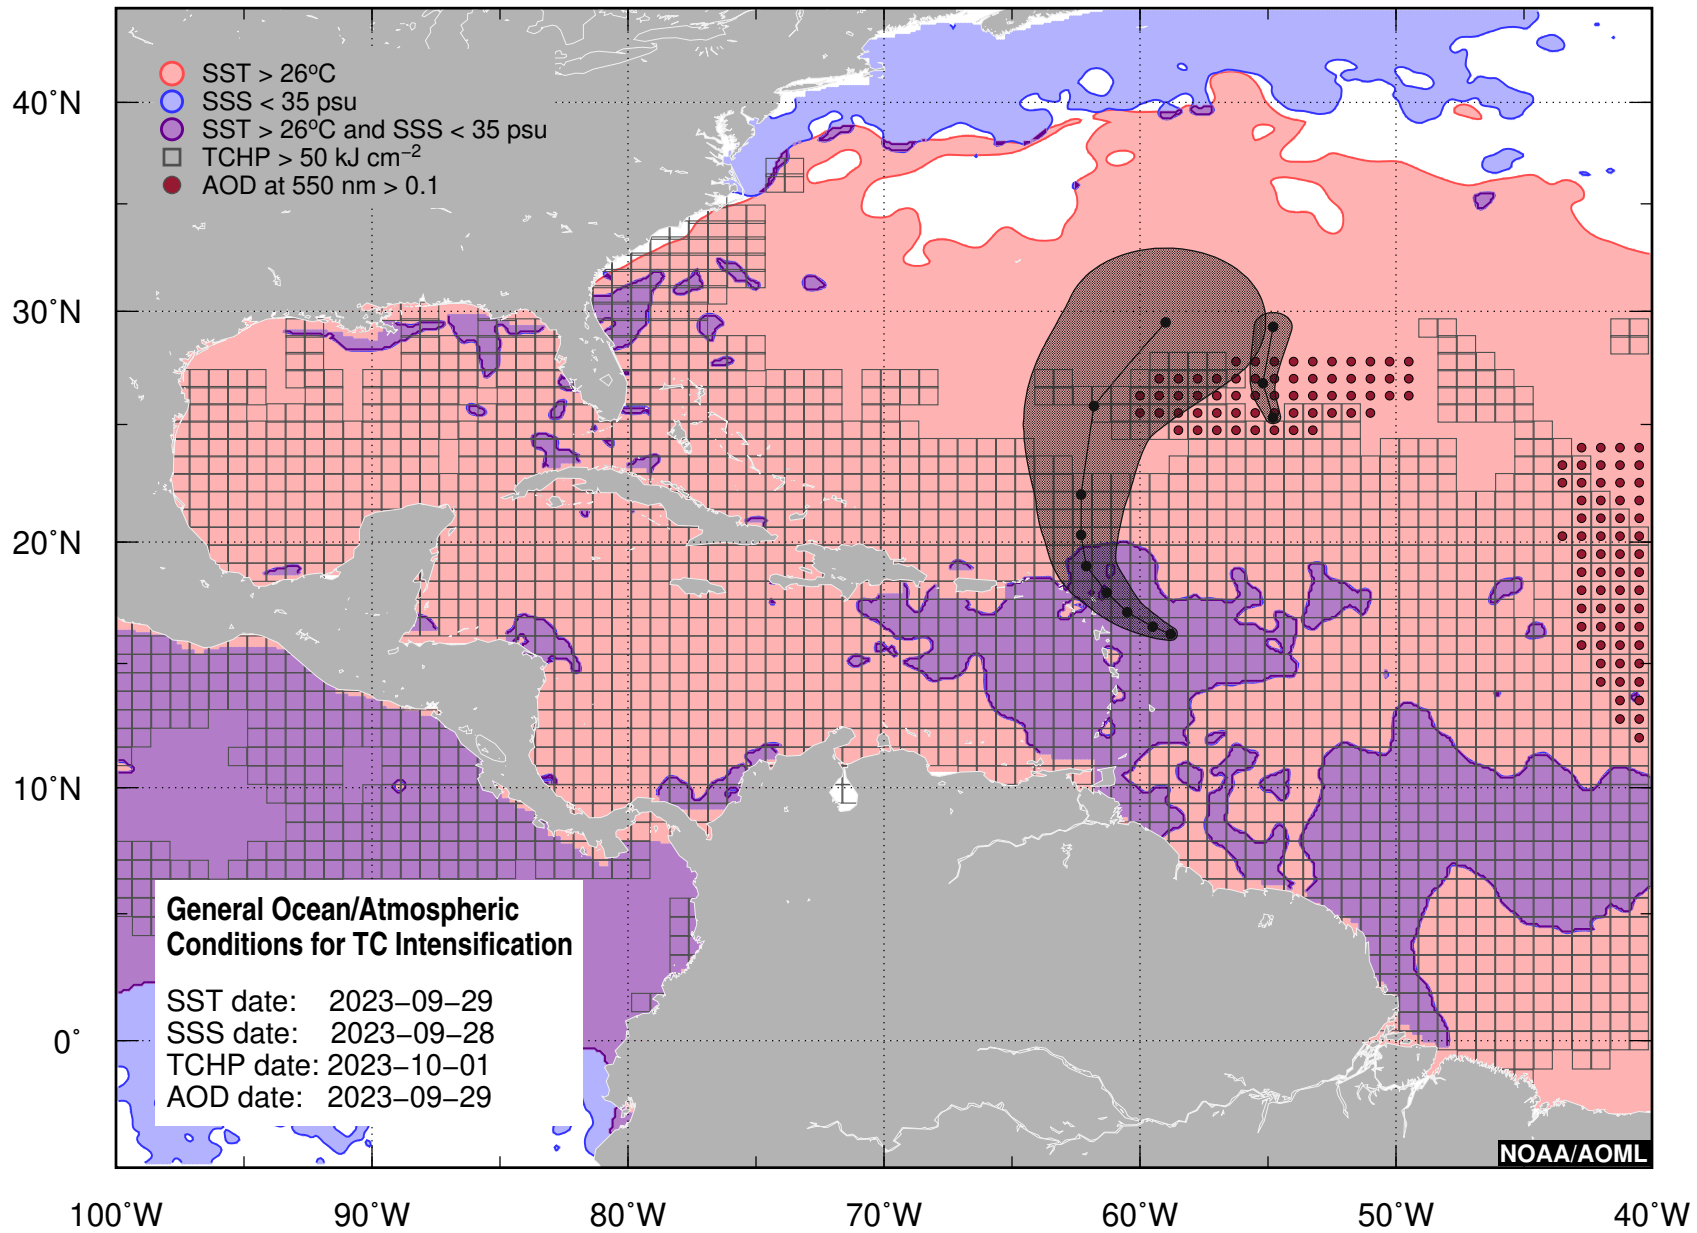 SST > 26°C
SSS < 35 psu
SST > 26°C and SSS < 35 psu
TCHP > 50 kJ cm⁻²
AOD at 550 nm > 0.1
40°N
30°N
20°N
10°N
0°
General Ocean/Atmospheric
Conditions for TC Intensification
SST date: 2023−09−29
SSS date: 2023−09−28
TCHP date: 2023−10−01
AOD date: 2023−09−29
NOAA/AOML
100°W 90°W 80°W 70°W 60°W 50°W 40°W